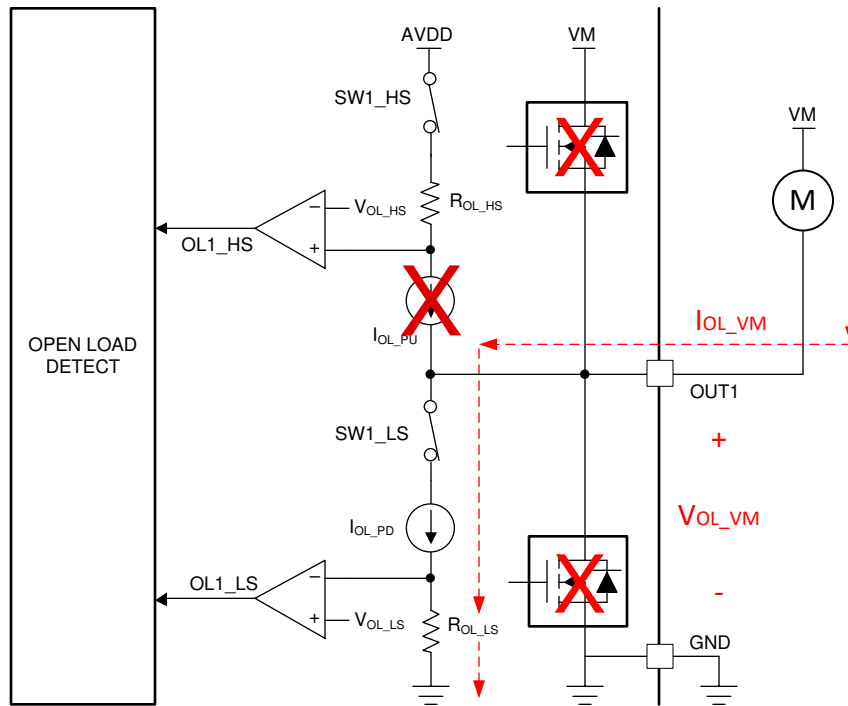 AVDD
VM
SW1_HS
VM
M
VOL_HS
ROL_HS
OL1_HS
IOL_PU
IOL_VM
OPEN LOAD
DETECT
OUT1
SW1_LS
+
IOL_PD
VOL_VM
OL1_LS
-
VOL_LS
ROL_LS
GND